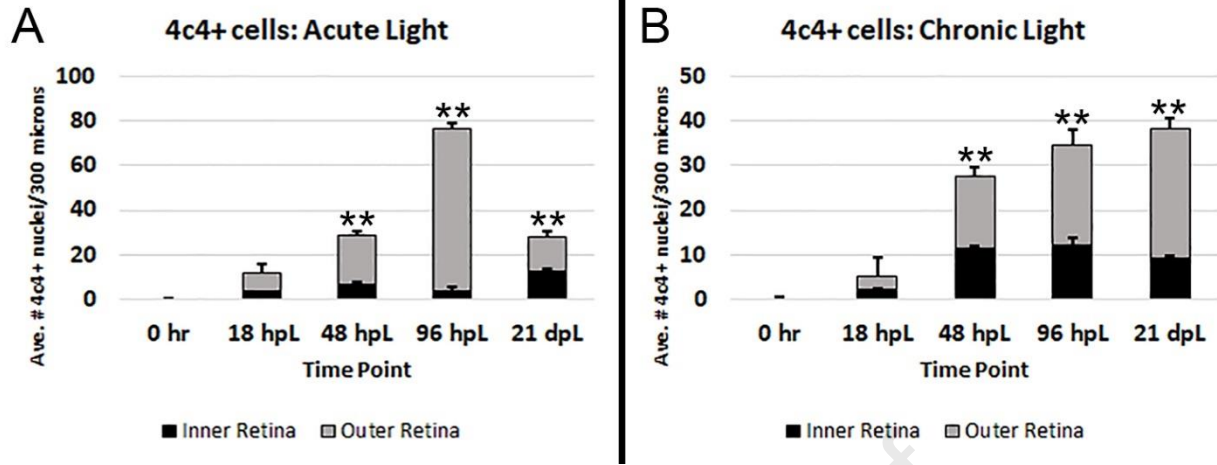 A
4c4+ cells: Acute Light
Ave. # 4c4+ nuclei/300 microns
100
80
60
40
20
0
**
**
**
0 hr 18 hpL 48 hpL 96 hpL 21 dpL
Time Point
Inner Retina Outer Retina
B
4c4+ cells: Chronic Light
Ave. # 4c4+ nuclei/300 microns
50
40
30
20
10
0
**
**
**
0 hr 18 hpL 48 hpL 96 hpL 21 dpL
Time Point
Inner Retina Outer Retina